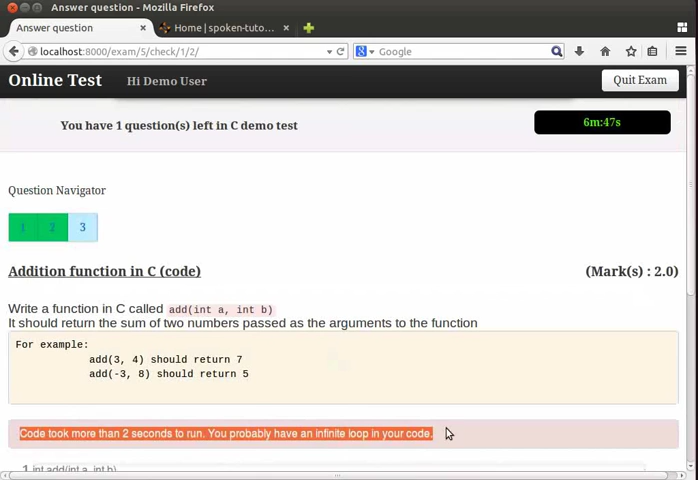 Answer question - Mozilla Firefox
Answer question
Home | spoken-tuto...
localhost:8000/exam/5/check/1/2/
Google
Online Test
Hi Demo User
Quit Exam
You have 1 question(s) left in C demo test
6m:47s
Question Navigator
1 2 3
Addition function in C (code)
(Mark(s) : 2.0)
Write a function in C called add(int a, int b)
It should return the sum of two numbers passed as the arguments to the function
For example:
add(3, 4) should return 7
add(-3, 8) should return 5
Code took more than 2 seconds to run. You probably have an infinite loop in your code.
1 int add(int a, int b)